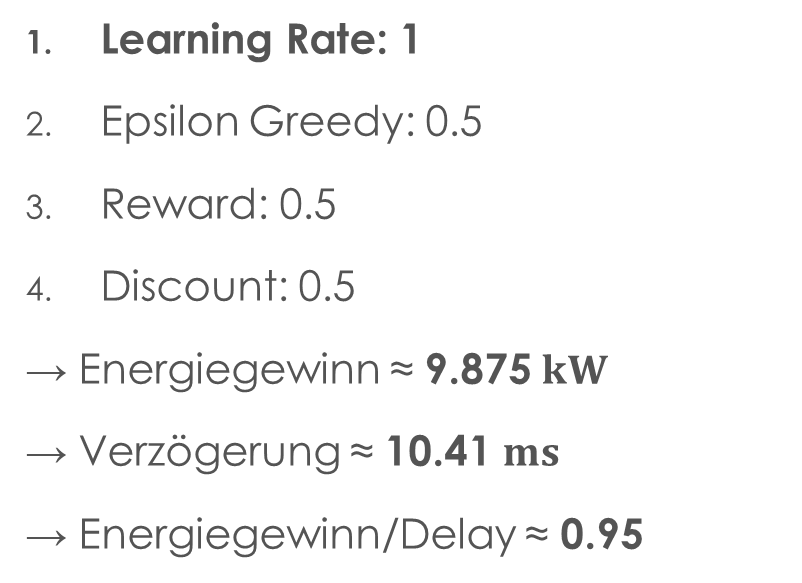 1. Learning Rate: 1
2. Epsilon Greedy: 0.5
3. Reward: 0.5
4. Discount: 0.5
→ Energiegewinn ≈ 9.875 kW
→ Verzögerung ≈ 10.41 ms
→ Energiegewinn/Delay ≈ 0.95